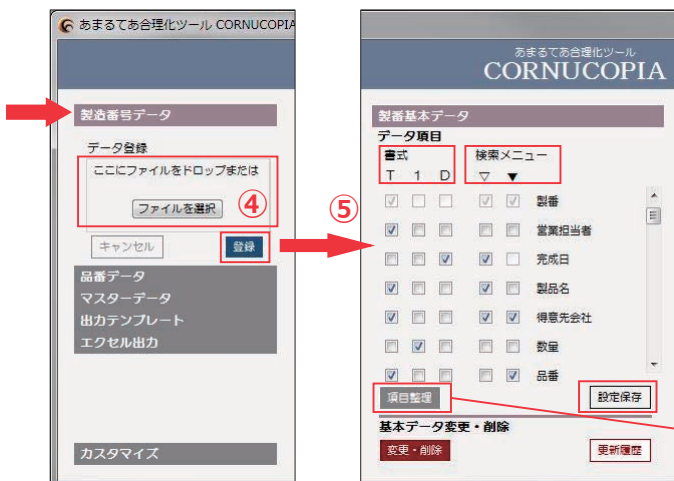 あまるてあ合理化ツール CORNUCOPIA
製造番号データ
データ登録
ここにファイルをドロップまたは
ファイルを選択
④
キャンセル
登録
品番データ
マスターデータ
出力テンプレート
エクセル出力
カスタマイズ
⑤
あまるてあ合理化ツール
CORNUCOPIA
製番基本データ
データ項目
書式
検索メニュー
T 1 D ▽ ▼
製番
営業担当者
完成日
製品名
得意先会社
数量
品番
項目整理
設定保存
基本データ変更・削除
変更・削除
更新履歴